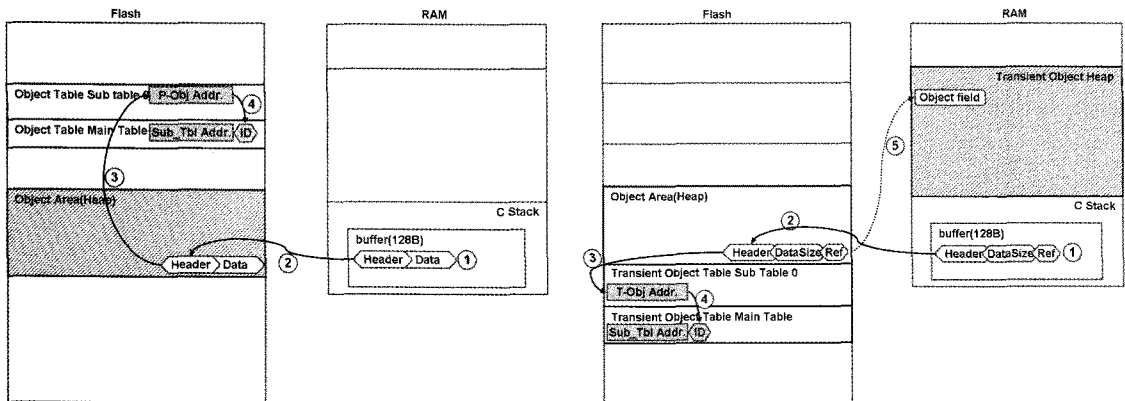 Flash
RAM
Object Table Sub table 0 P-Obj Addr.
4
Object Table Main Table Sub_Tbl Addr. ID
3
Object Area(Heap)
C Stack
buffer(128B)
Header Data 2 Header Data 1
Flash
RAM
Transient Object Heap
Object field
5
Object Area(Heap)
C Stack
2
buffer(128B)
3 Header DataSize Ref Header DataSize Ref 1
Transient Object Table Sub Table 0
T-Obj Addr. 4
Transient Object Table Main Table
Sub_Tbl Addr. ID